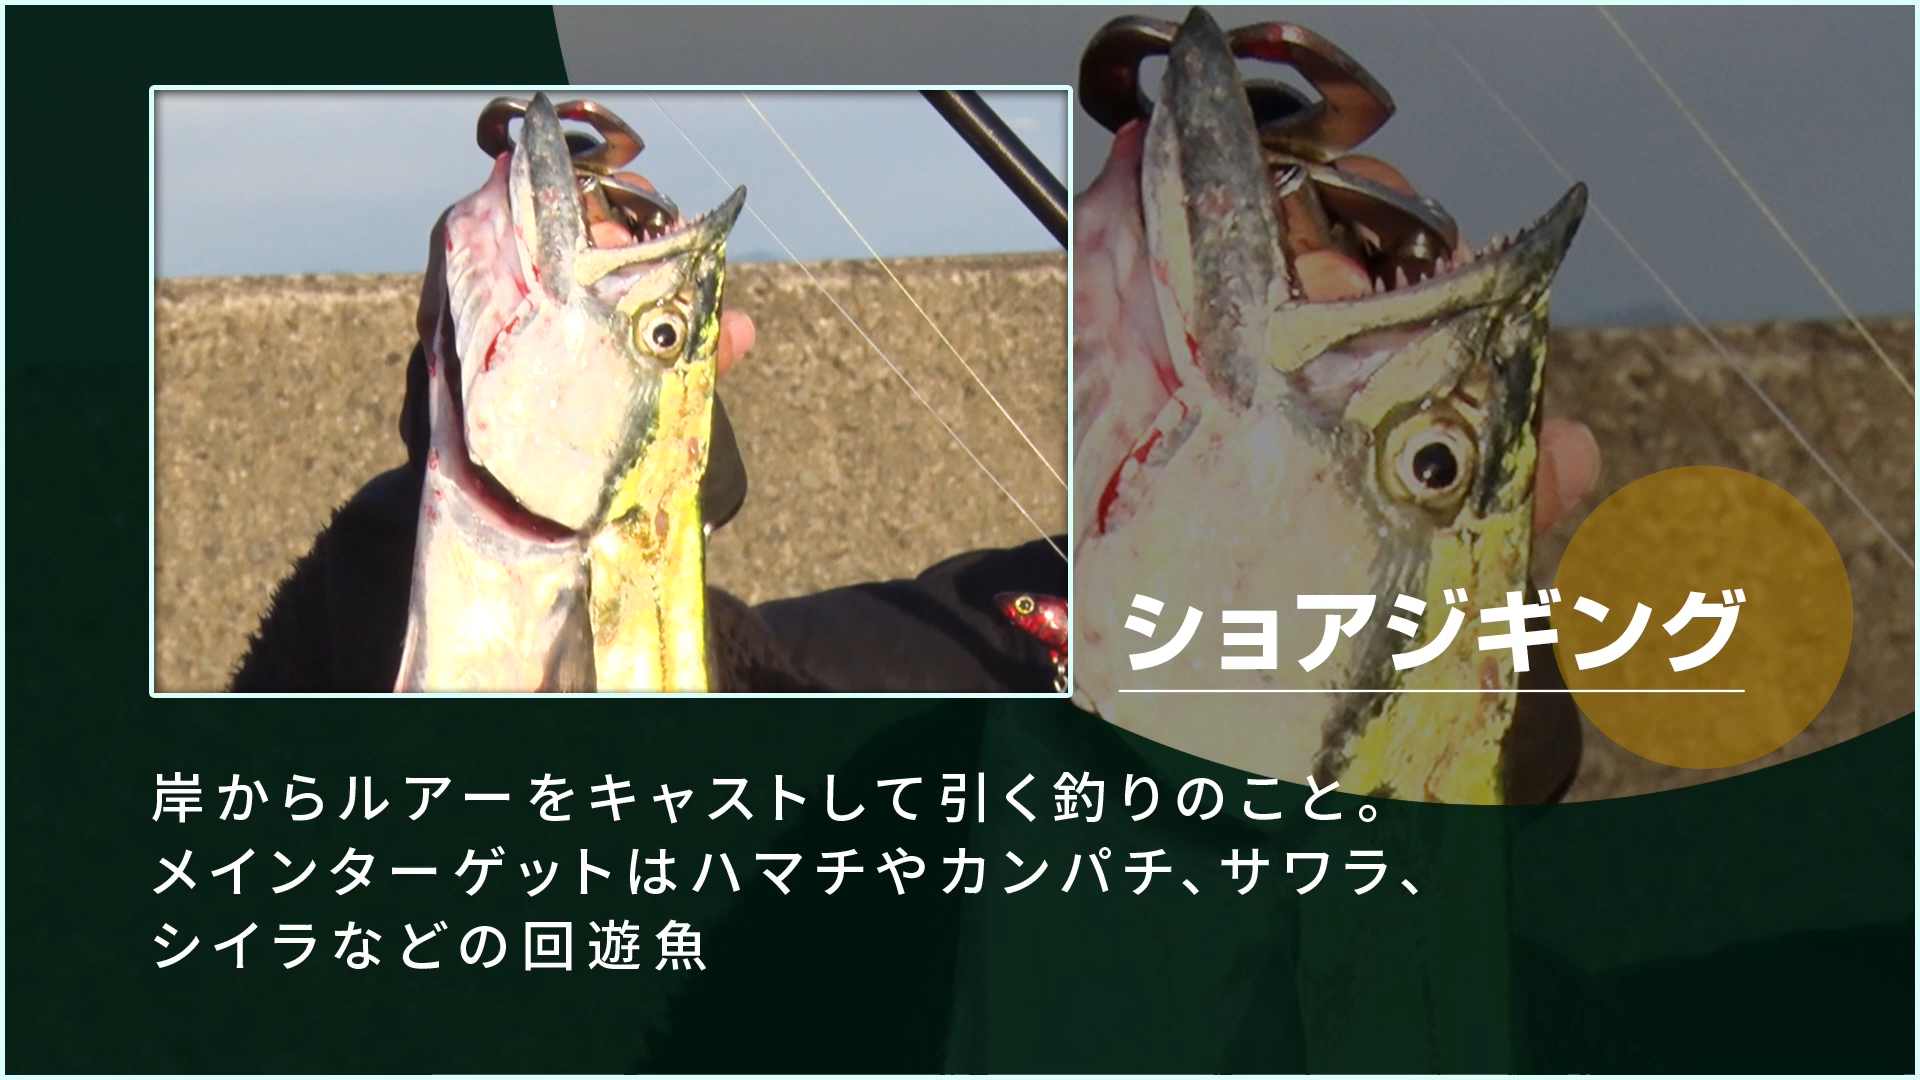 ショアジギング
岸からルアーをキャストして引く釣りのこと。
メインターゲットはハマチやカンパチ、サワラ、
シイラなどの回遊魚